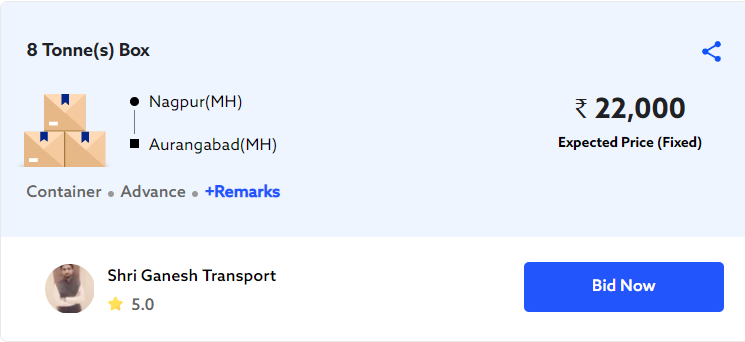 8 Tonne(s) Box
Nagpur(MH)
Aurangabad(MH)
₹ 22,000
Expected Price (Fixed)
Container • Advance • +Remarks
Shri Ganesh Transport
5.0
Bid Now